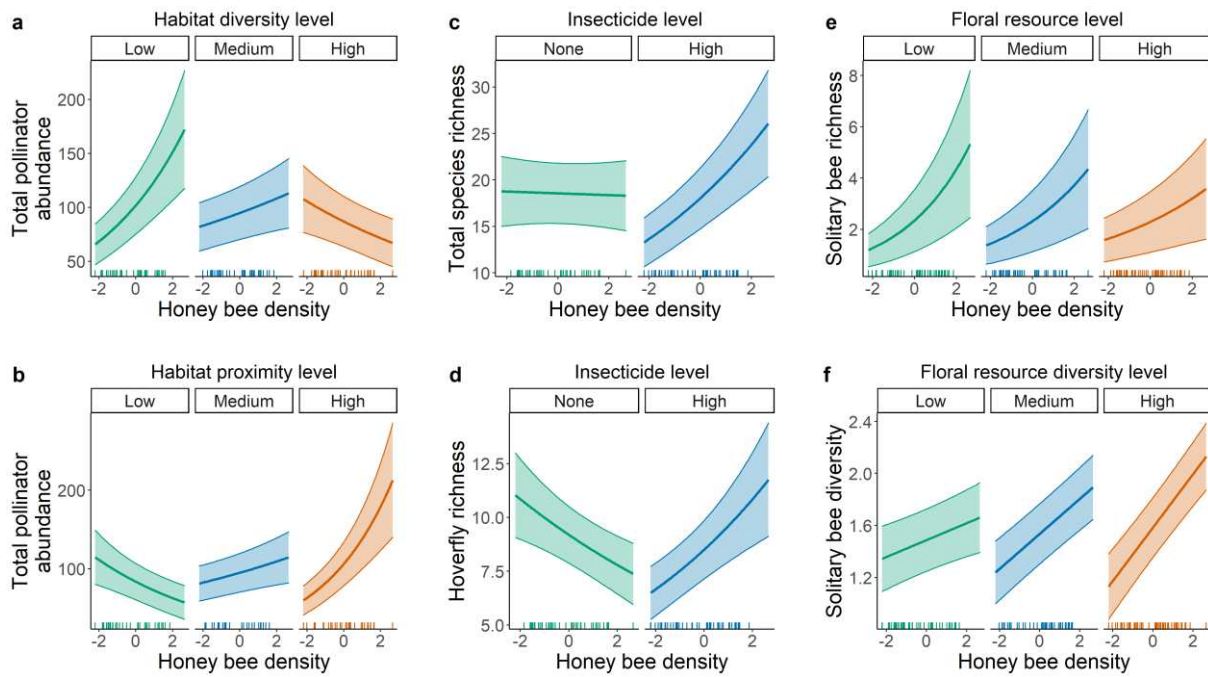 a
Habitat diversity level
Low
Medium
High
Total pollinator
abundance
200
150
100
50
-2 0 2
-2 0 2
-2 0 2
Honey bee density
c
Insecticide level
None
High
Total species richness
30
25
20
15
10
-2 0 2
-2 0 2
Honey bee density
e
Floral resource level
Low
Medium
High
Solitary bee richness
8
6
4
2
-2 0 2
-2 0 2
-2 0 2
Honey bee density
b
Habitat proximity level
Low
Medium
High
Total pollinator
abundance
200
100
-2 0 2
-2 0 2
-2 0 2
Honey bee density
d
Insecticide level
None
High
Hoverfly richness
12.5
10.0
7.5
5.0
-2 0 2
-2 0 2
Honey bee density
f
Floral resource diversity level
Low
Medium
High
Solitary bee diversity
2.4
2.0
1.6
1.2
-2 0 2
-2 0 2
-2 0 2
Honey bee density